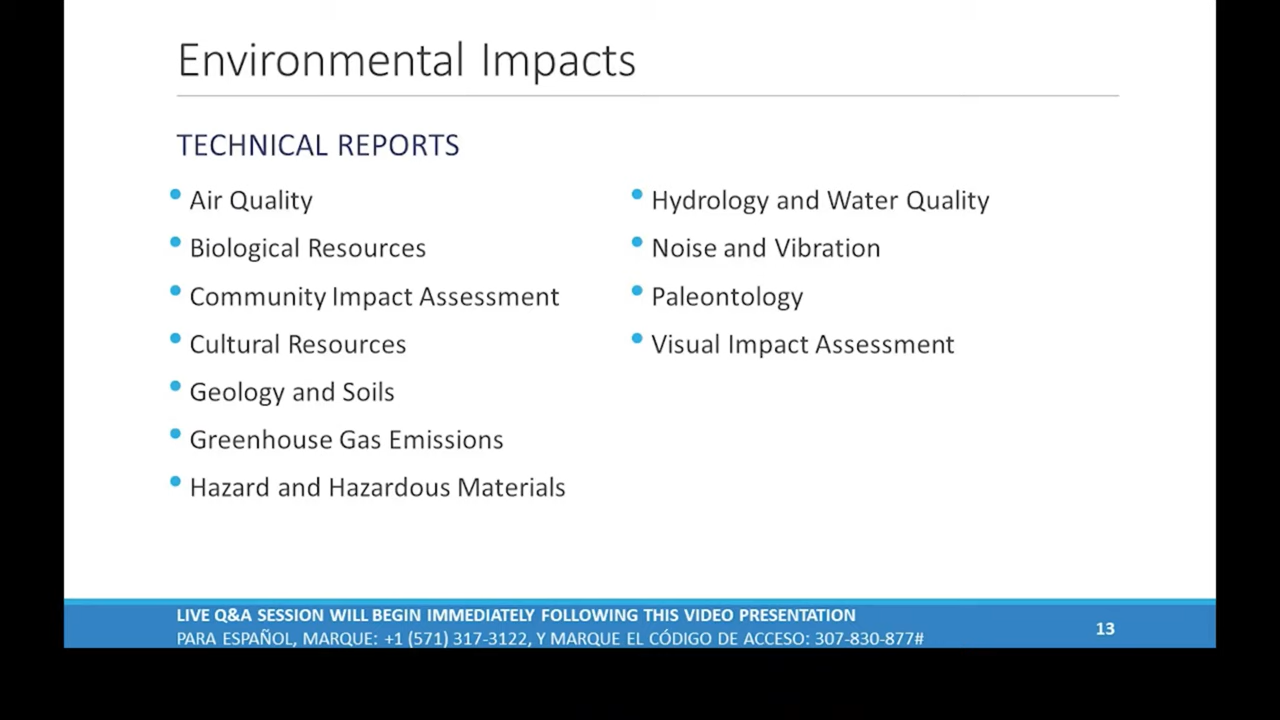 Environmental Impacts
TECHNICAL REPORTS
• Air Quality
• Biological Resources
• Community Impact Assessment
• Cultural Resources
• Geology and Soils
• Greenhouse Gas Emissions
• Hazard and Hazardous Materials
• Hydrology and Water Quality
• Noise and Vibration
• Paleontology
• Visual Impact Assessment
LIVE Q&A SESSION WILL BEGIN IMMEDIATELY FOLLOWING THIS VIDEO PRESENTATION
PARA ESPAÑOL, MARQUE: +1 (571) 317-3122, Y MARQUE EL CÓDIGO DE ACCESO: 307-830-877#
13